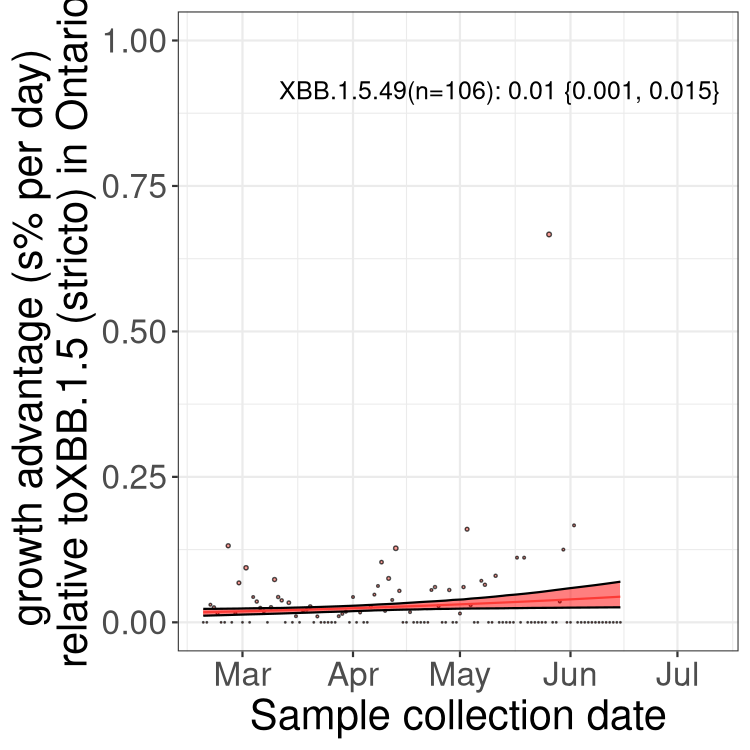 growth advantage (s% per day)
relative toXBB.1.5 (stricto) in Ontario
1.00
0.75
0.50
0.25
0.00
XBB.1.5.49(n=106): 0.01 {0.001, 0.015}
Mar Apr May Jun Jul
Sample collection date